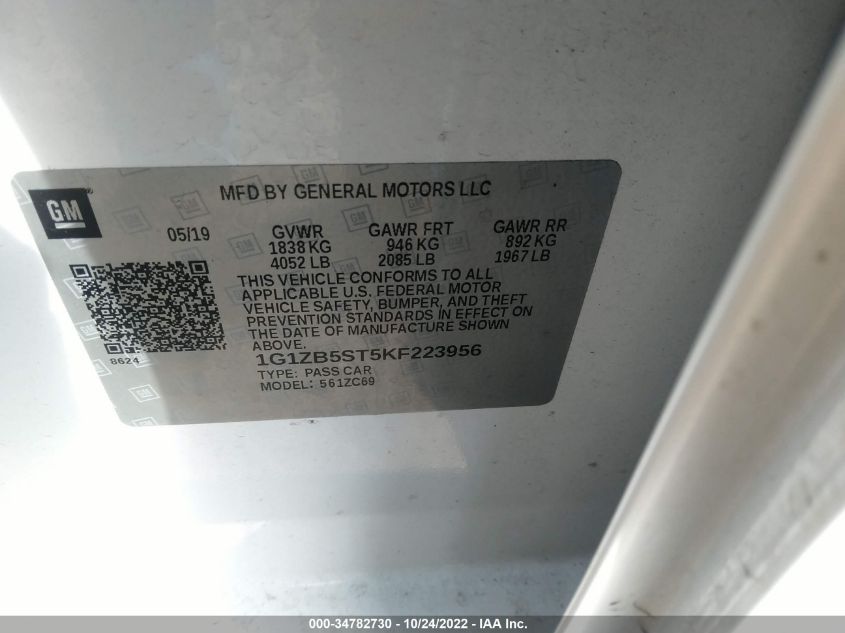 GM
MFD BY GENERAL MOTORS LLC
05/19 GVWR GAWR FRT GAWR RR
1838 KG 946 KG 892 KG
4052 LB 2085 LB 1967 LB
THIS VEHICLE CONFORMS TO ALL
APPLICABLE U.S. FEDERAL MOTOR
VEHICLE SAFETY, BUMPER, AND THEFT
PREVENTION STANDARDS IN EFFECT ON
THE DATE OF MANUFACTURE SHOWN
ABOVE.
8624
1G1ZB5ST5KF223956
TYPE: PASS CAR
MODEL: 561ZC69
000-34782730 - 10/24/2022 - IAA Inc.